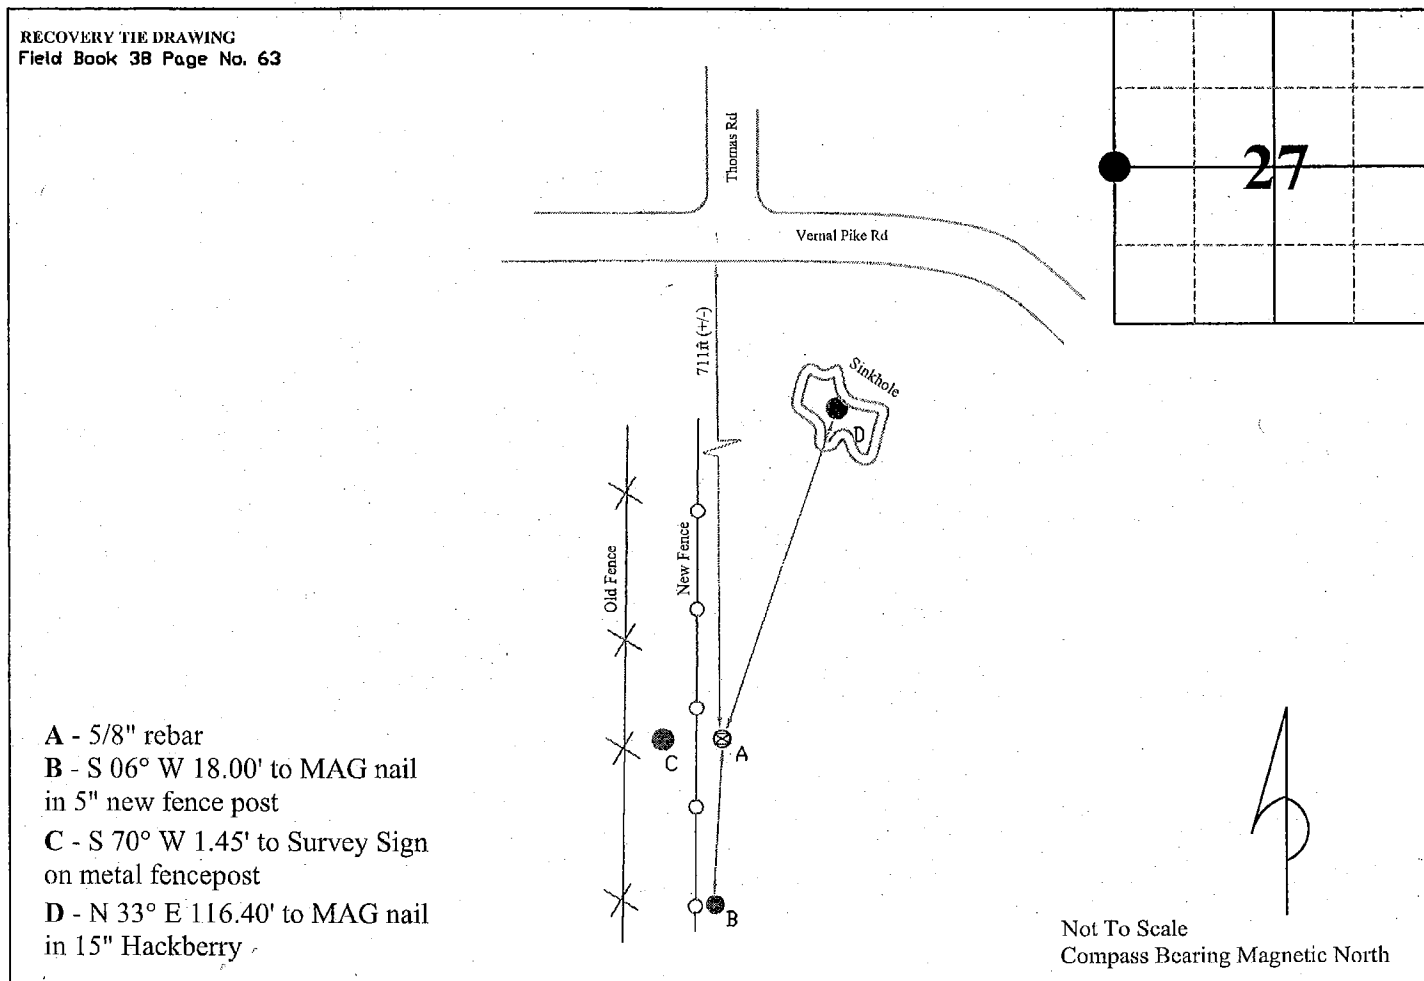 RECOVERY TIE DRAWING
Field Book 3B Page No. 63
27
Thomas Rd
Vernal Pike Rd
711ft (+/-)
Sinkhole
D
Old Fence
New Fence
C
A
B
A - 5/8" rebar
B - S 06° W 18.00' to MAG nail
in 5" new fence post
C - S 70° W 1.45' to Survey Sign
on metal fencepost
D - N 33° E 116.40' to MAG nail
in 15" Hackberry
Not To Scale
Compass Bearing Magnetic North